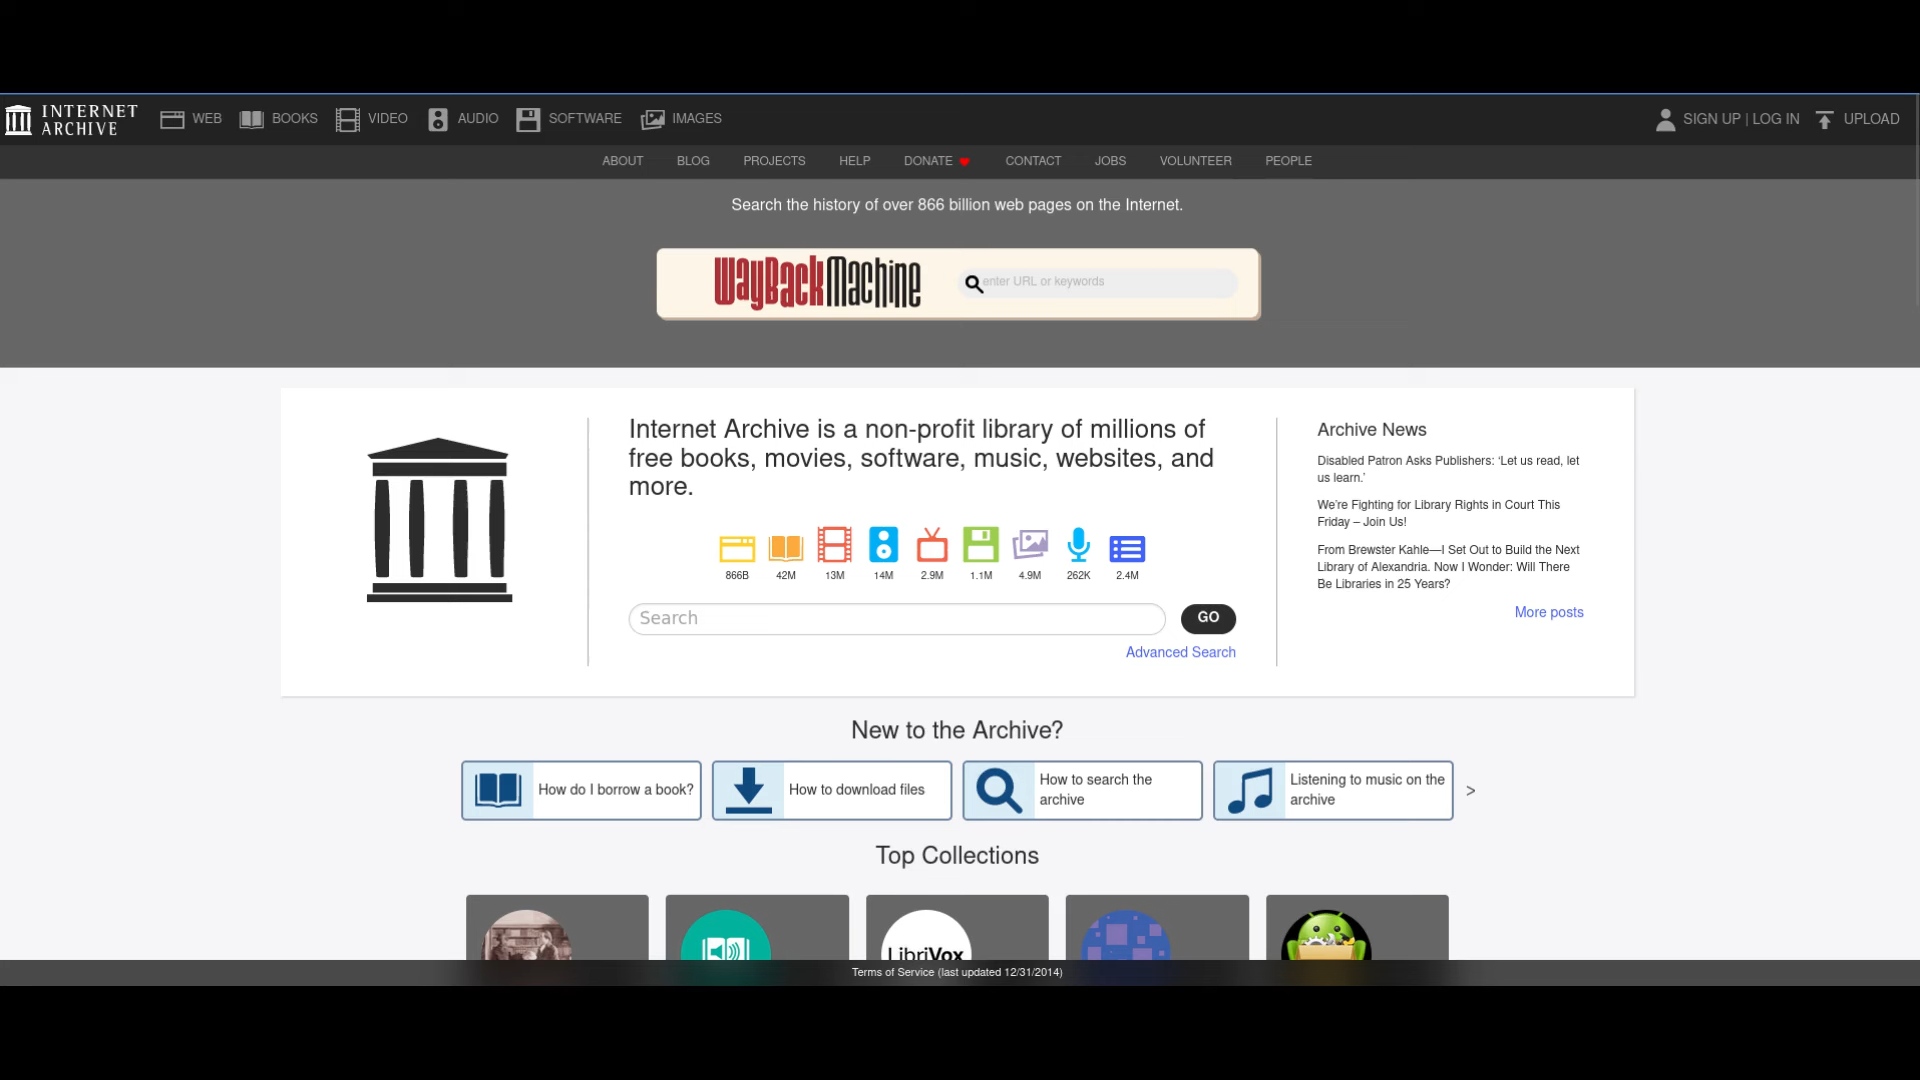 INTERNET
ARCHIVE
WEB BOOKS VIDEO AUDIO SOFTWARE IMAGES SIGN UP | LOG IN UPLOAD
ABOUT BLOG PROJECTS HELP DONATE CONTACT JOBS VOLUNTEER PEOPLE
Search the history of over 866 billion web pages on the Internet.
WayBackMachine enter URL or keywords
Internet Archive is a non-profit library of millions of
free books, movies, software, music, websites, and
more.
866B 42M 13M 14M 2.9M 1.1M 4.9M 262K 2.4M
Search GO
Advanced Search
Archive News
Disabled Patron Asks Publishers: ‘Let us read, let
us learn.’
We’re Fighting for Library Rights in Court This
Friday – Join Us!
From Brewster Kahle—I Set Out to Build the Next
Library of Alexandria. Now I Wonder: Will There
Be Libraries in 25 Years?
More posts
New to the Archive?
How do I borrow a book?
How to download files
How to search the
archive
Listening to music on the
archive
>
Top Collections
LibriVox
Terms of Service (last updated 12/31/2014)